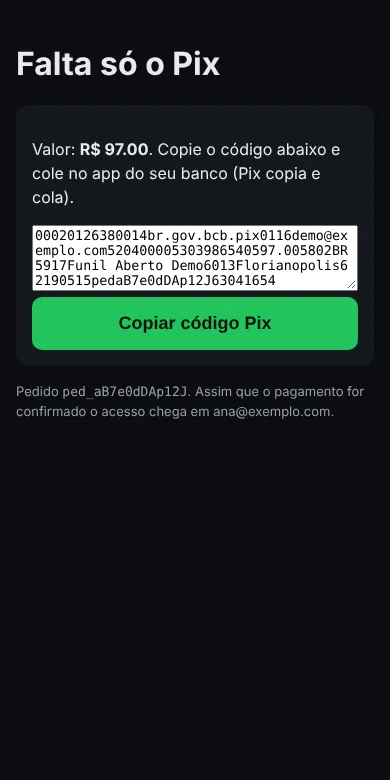 Falta só o Pix
Valor: R$ 97.00. Copie o código abaixo e
cole no app do seu banco (Pix copia e
cola).
00020126380014br.gov.bcb.pix0116demo@ex
emplo.com520400005303986540597.005802BR
5917Funil Aberto Demo6013Florianopolis6
2190515pedaB7e0dDAp12J63041654
Copiar código Pix
Pedido ped_aB7e0dDAp12J. Assim que o pagamento for
confirmado o acesso chega em ana@exemplo.com.